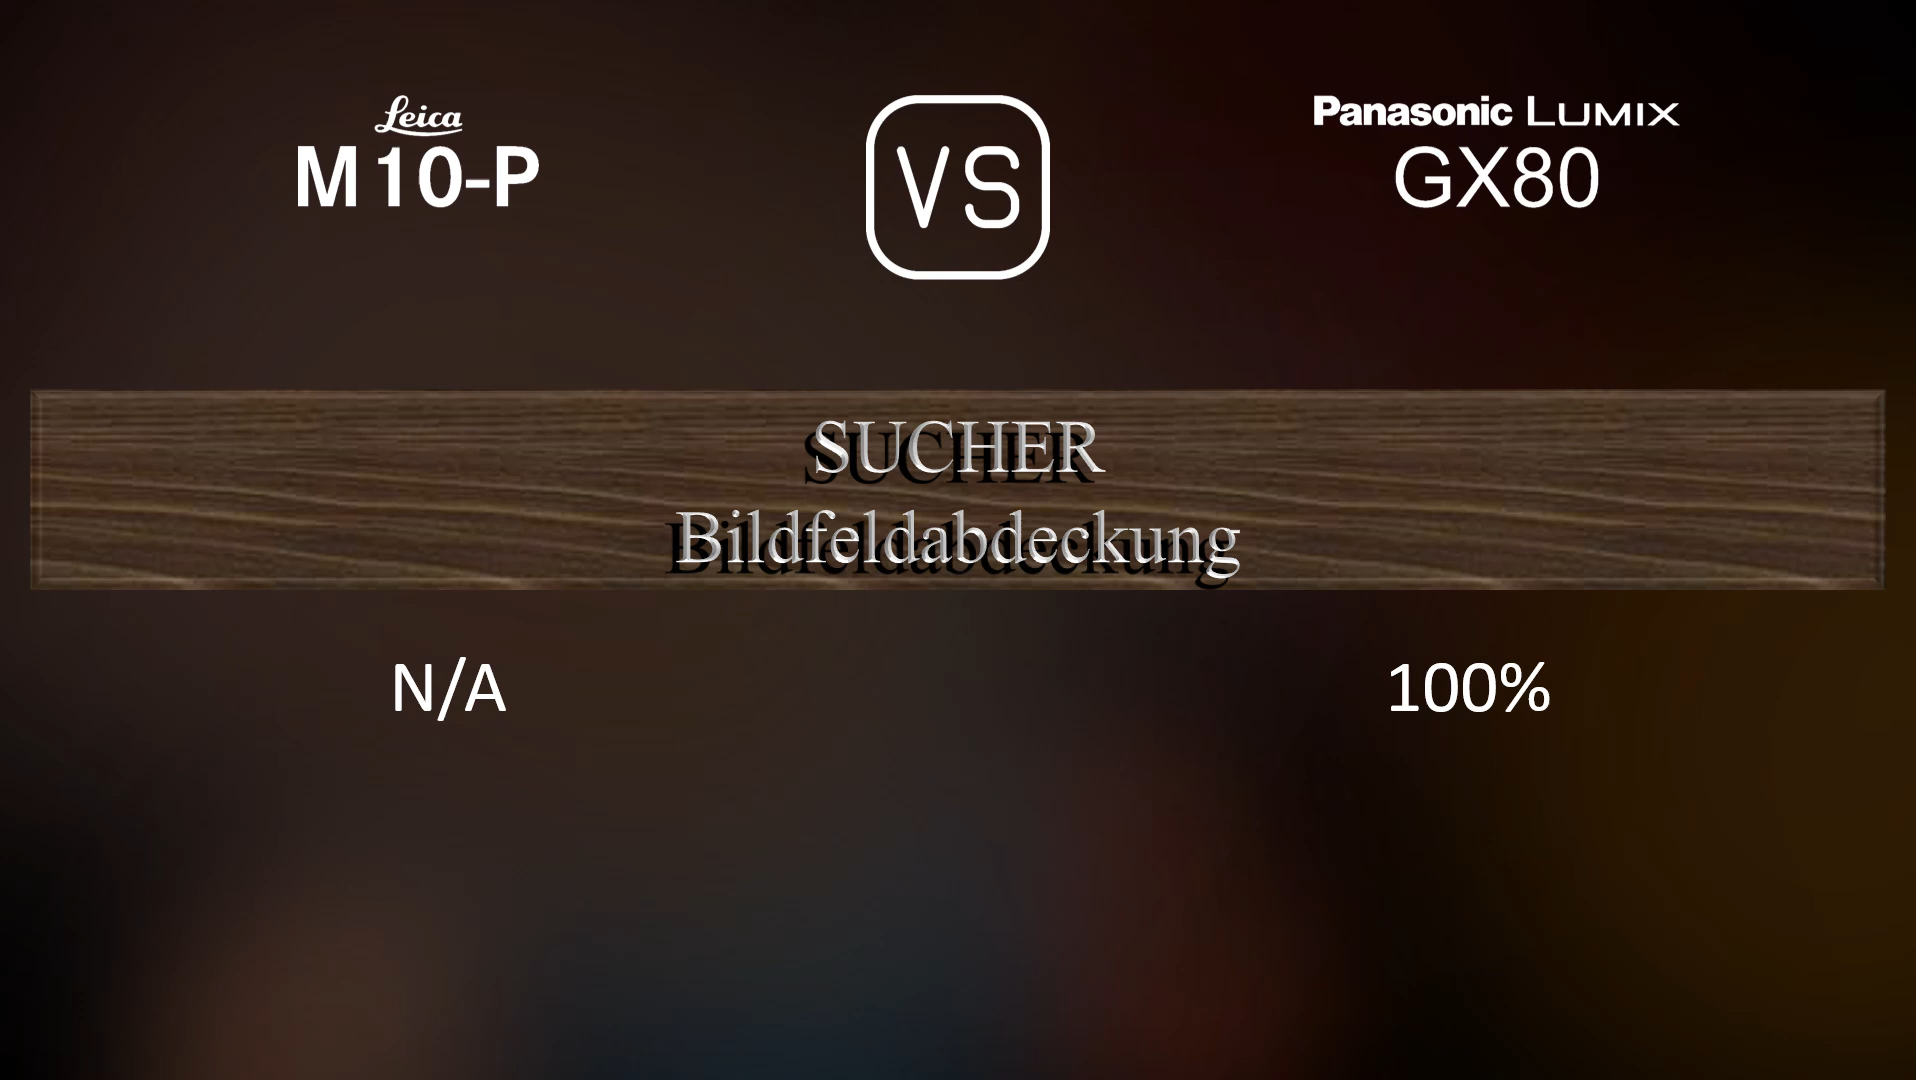 Leica
M10-P
VS
Panasonic LUMIX
GX80
SUCHER
Bildfeldabdeckung
N/A
100%